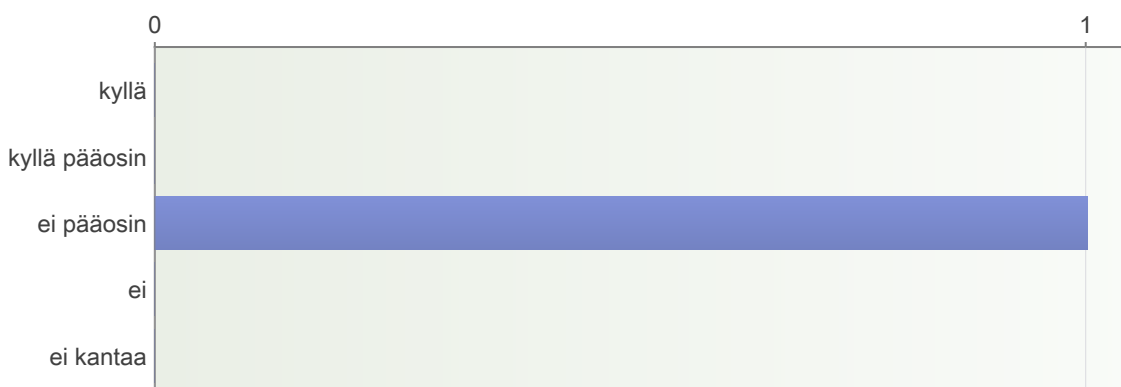 0 1
kyllä
kyllä pääosin
ei pääosin
ei
ei kantaa